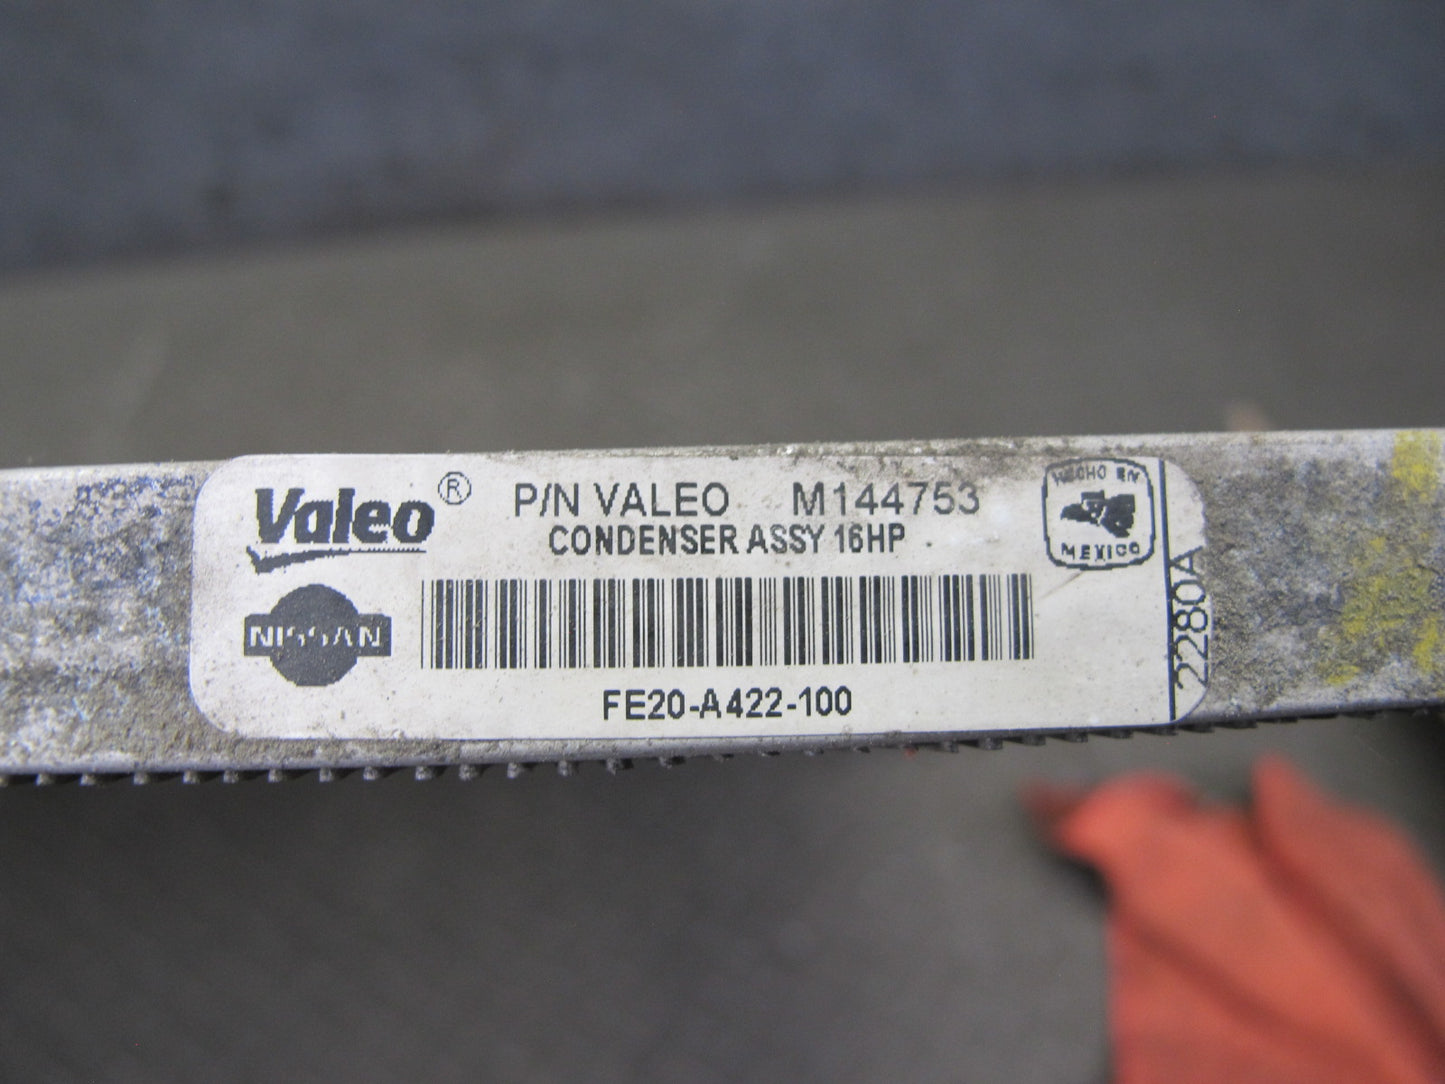 Valeo®
P/N VALEO M144753
CONDENSER ASSY 16HP
HECHO EN
MEXICO
NISSAN
FE20-A422-100
2280A